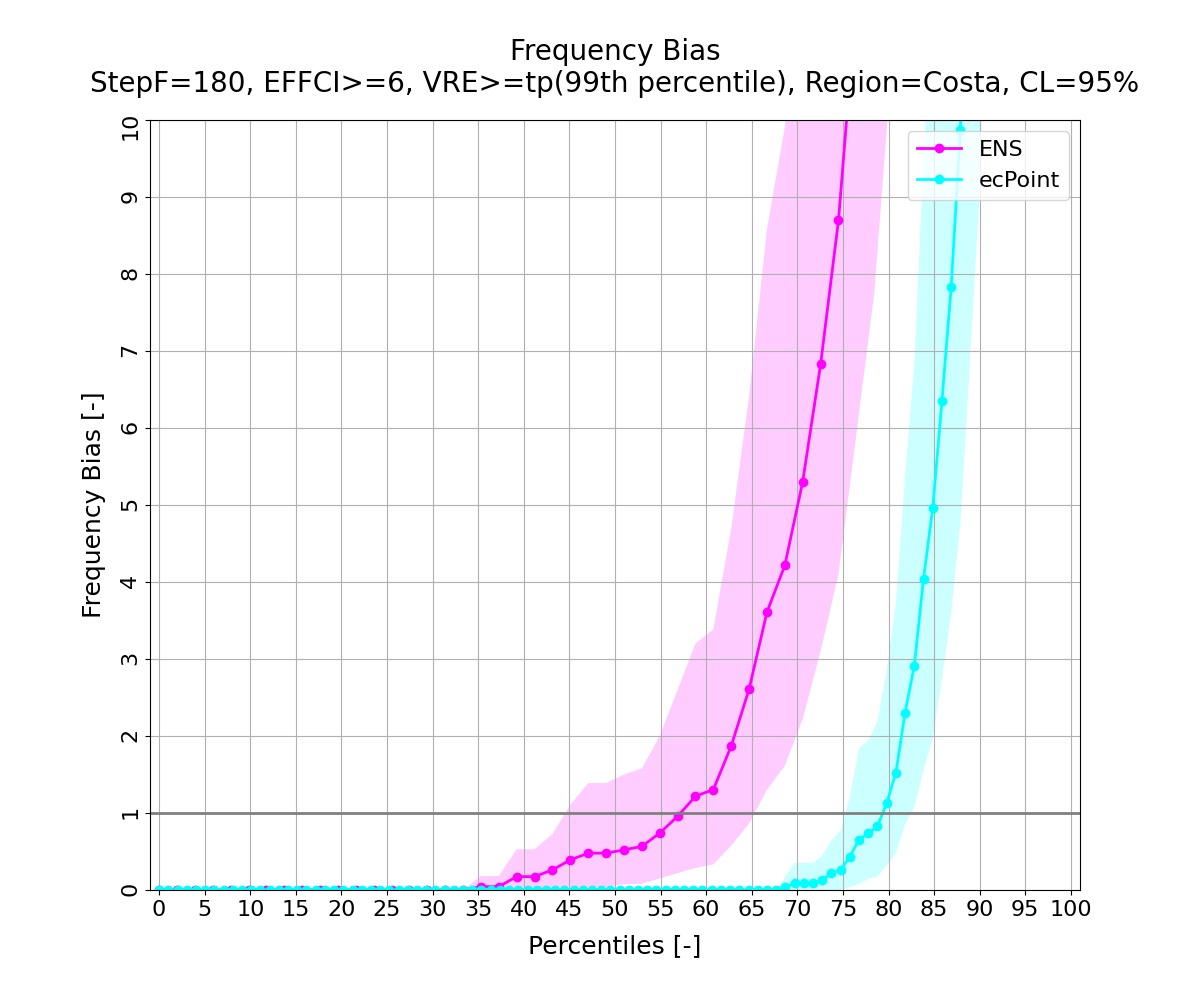 Frequency Bias
StepF=180, EFFCI>=6, VRE>=tp(99th percentile), Region=Costa, CL=95%
ENS
ecPoint
Frequency Bias [-]
10
9
8
7
6
5
4
3
2
1
0
0 5 10 15 20 25 30 35 40 45 50 55 60 65 70 75 80 85 90 95 100
Percentiles [-]